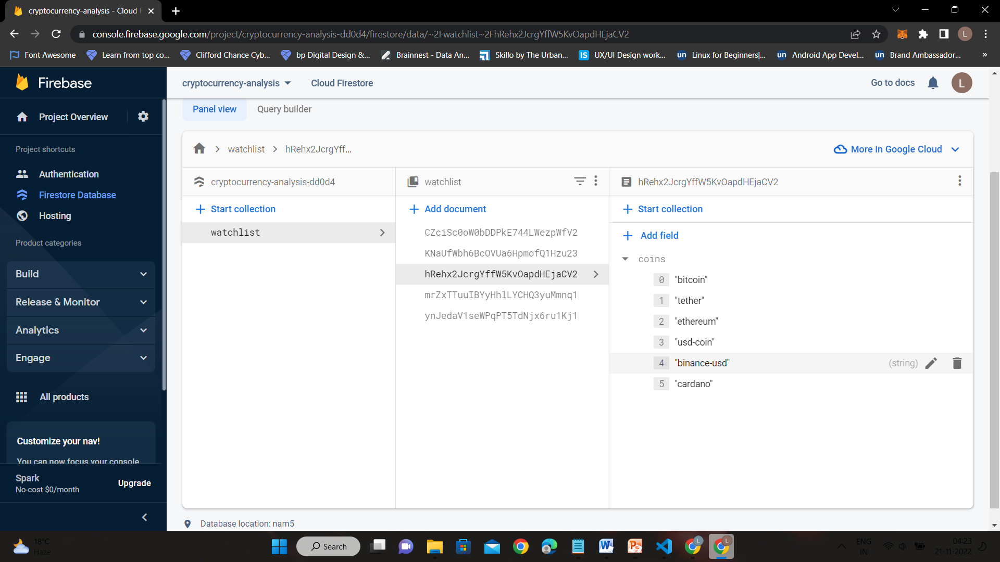 cryptocurrency-analysis - Cloud F
console.firebase.google.com/project/cryptocurrency-analysis-dd0d4/firestore/data/~2Fwatchlist~2FhRehx2JcrgYffW5KvOapdHEjaCV2
L
Font Awesome
Learn from top co...
Clifford Chance Cyb...
bp Digital Design &...
Brainnest - Data An...
Skillo by The Urban...
IS UX/UI Design work...
un Linux for Beginners|...
un Android App Devel...
un Brand Ambassador...
»
Firebase
cryptocurrency-analysis
Cloud Firestore
Go to docs
L
Project Overview
Project shortcuts
Authentication
Firestore Database
Hosting
Product categories
Build
Release & Monitor
Analytics
Engage
All products
Customize your nav!
You can now focus your console
Spark
No-cost $0/month
Upgrade
Panel view
Query builder
watchlist
hRehx2JcrgYff...
More in Google Cloud
cryptocurrency-analysis-dd0d4
Start collection
watchlist
watchlist
Add document
CZciSc0oW0bDDPkE744LWezpWfV2
KNaUfWbh6BcOVUa6HpmofQ1Hzu23
hRehx2JcrgYffW5KvOapdHEjaCV2
mrZxTTuuIBYyHhlLYCHQ3yuMmnq1
ynJedaV1seWPqPT5TdNjx6ru1Kj1
hRehx2JcrgYffW5KvOapdHEjaCV2
Start collection
Add field
coins
0 "bitcoin"
1 "tether"
2 "ethereum"
3 "usd-coin"
4 "binance-usd" (string)
5 "cardano"
Database location: nam5
18°C
Haze
Search
L
L
ENG
IN
04:23
21-11-2022